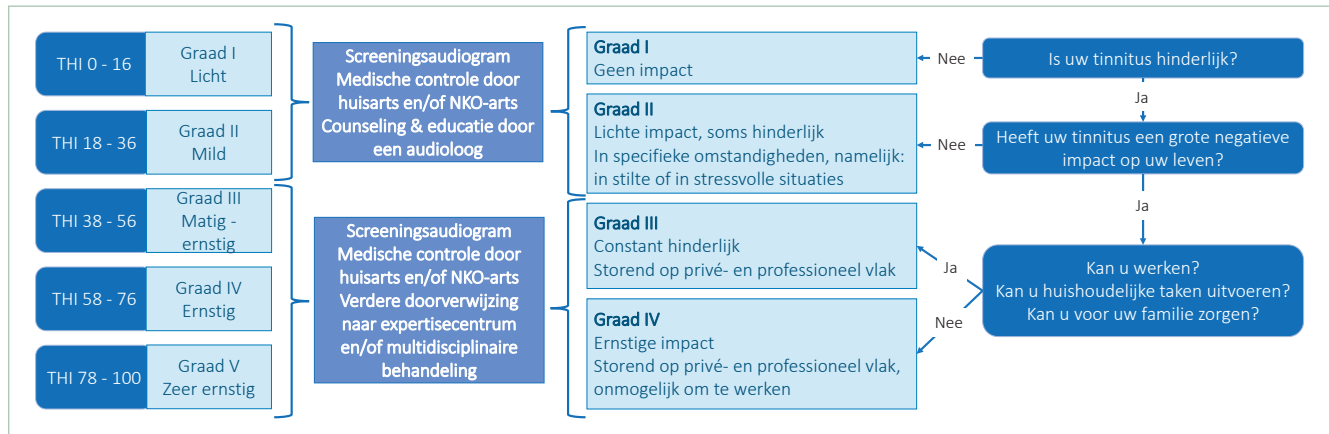 THI 0 - 16
Graad I
Licht
THI 18 - 36
Graad II
Mild
THI 38 - 56
Graad III
Matig -
ernstig
THI 58 - 76
Graad IV
Ernstig
THI 78 - 100
Graad V
Zeer ernstig
Screeningsaudiogram
Medische controle door
huisarts en/of NKO-arts
Counseling & educatie door
een audioloog
Screeningsaudiogram
Medische controle door
huisarts en/of NKO-arts
Verdere doorverwijzing
naar expertisecentrum
en/of multidisciplinaire
behandeling
Graad I
Geen impact
Graad II
Lichte impact, soms hinderlijk
In specifieke omstandigheden, namelijk:
in stilte of in stressvolle situaties
Graad III
Constant hinderlijk
Storend op privé- en professioneel vlak
Graad IV
Ernstige impact
Storend op privé- en professioneel vlak,
onmogelijk om te werken
Nee
Is uw tinnitus hinderlijk?
Ja
Nee
Heeft uw tinnitus een grote negatieve
impact op uw leven?
Ja
Ja
Nee
Kan u werken?
Kan u huishoudelijke taken uitvoeren?
Kan u voor uw familie zorgen?